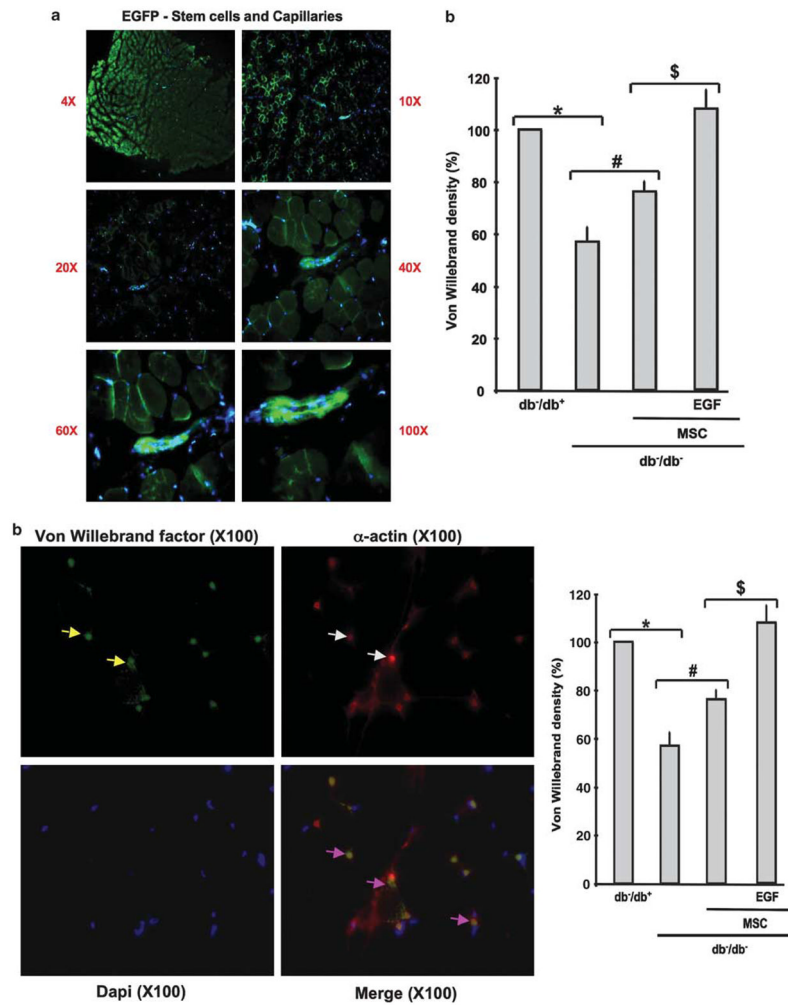 a
EGFP - Stem cells and Capillaries
4X
10X
20X
40X
60X
100X
b
Von Willebrand density (%)
120
100
80
60
40
20
0
*
#
$
db-/db+
EGF
MSC
db-/db-
b
Von Willebrand factor (X100)
α-actin (X100)
Dapi (X100)
Merge (X100)
Von Willebrand density (%)
120
100
80
60
40
20
0
*
#
$
db-/db+
EGF
MSC
db-/db-